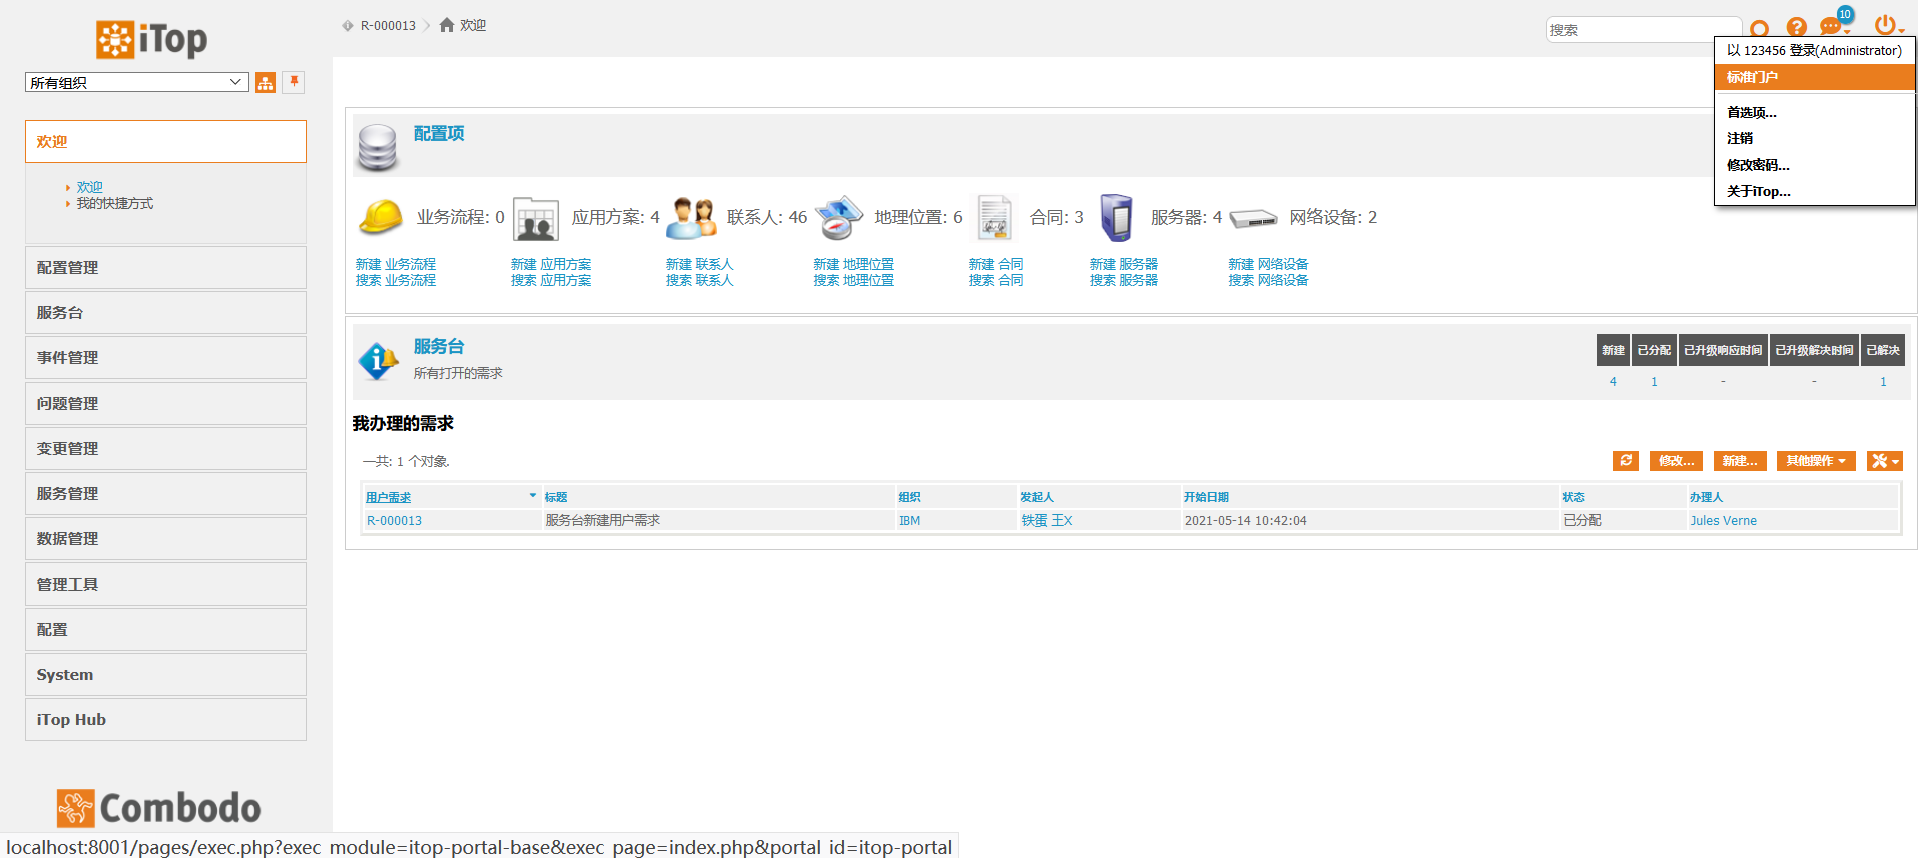 iTop
所有组织
欢迎
欢迎
我的快捷方式
配置管理
服务台
事件管理
问题管理
变更管理
服务管理
数据管理
管理工具
配置
System
iTop Hub
Combodo
R-000013 欢迎
搜索
10
以 123456 登录(Administrator)
标准门户
首选项...
注销
修改密码...
关于iTop...
配置项
业务流程: 0 应用方案: 4 联系人: 46 地理位置: 6 合同: 3 服务器: 4 网络设备: 2
新建 业务流程 新建 应用方案 新建 联系人 新建 地理位置 新建 合同 新建 服务器 新建 网络设备
搜索 业务流程 搜索 应用方案 搜索 联系人 搜索 地理位置 搜索 合同 搜索 服务器 搜索 网络设备
服务台
所有打开的需求
新建 已分配 已升级响应时间 已升级解决时间 已解决
4 1 - - 1
我办理的需求
一共: 1 个对象.
修改... 新建... 其他操作
用户需求 标题 组织 发起人 开始日期 状态 办理人
R-000013 服务台新建用户需求 IBM 铁蛋 王X 2021-05-14 10:42:04 已分配 Jules Verne
localhost:8001/pages/exec.php?exec_module=itop-portal-base&exec_page=index.php&portal_id=itop-portal